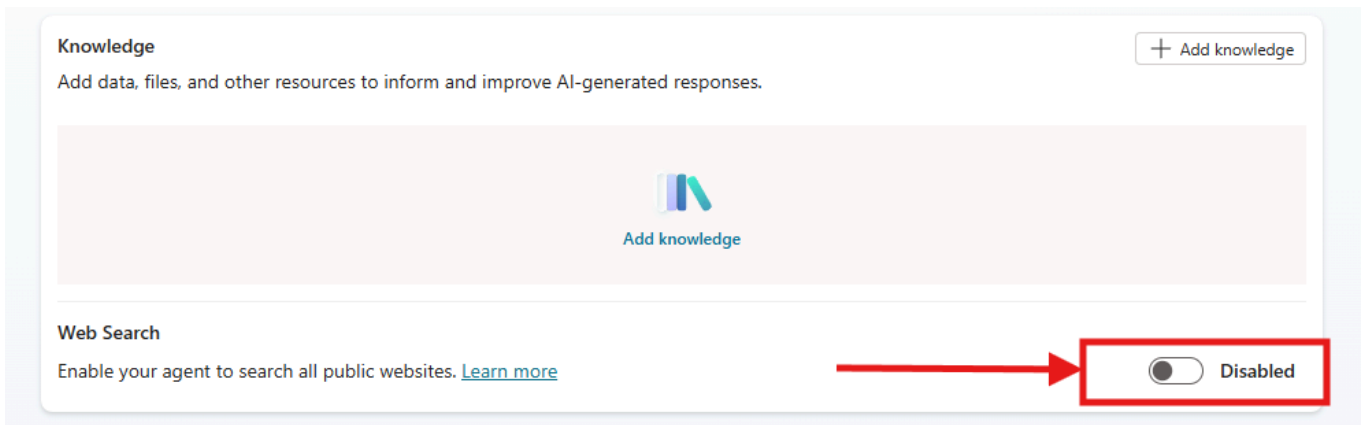 Knowledge
+ Add knowledge
Add data, files, and other resources to inform and improve AI-generated responses.
Add knowledge
Web Search
Enable your agent to search all public websites. Learn more
Disabled